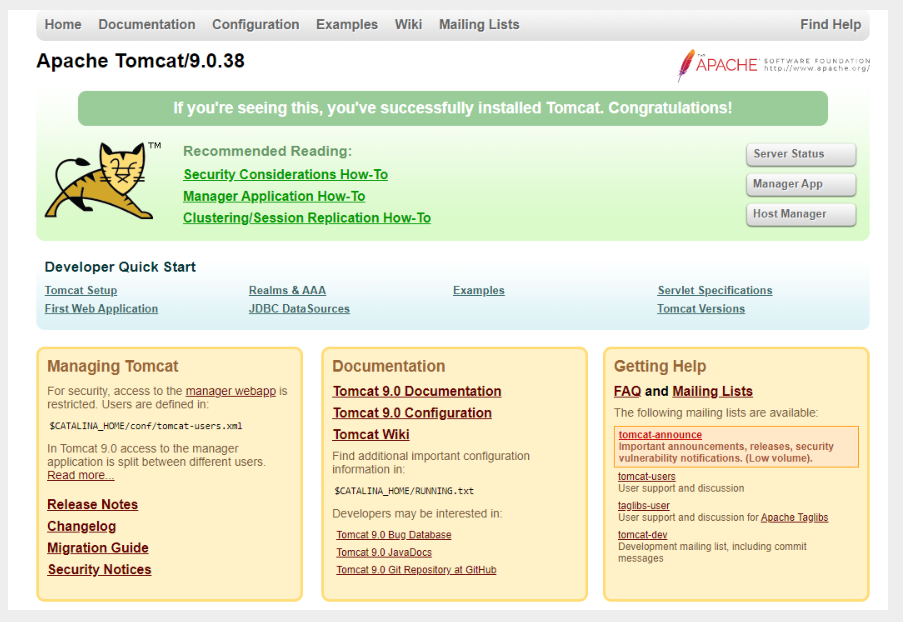 Home Documentation Configuration Examples Wiki Mailing Lists Find Help
Apache Tomcat/9.0.38
THE
APACHE SOFTWARE FOUNDATION
http://www.apache.org/
If you're seeing this, you've successfully installed Tomcat. Congratulations!
TM
Recommended Reading:
Security Considerations How-To
Manager Application How-To
Clustering/Session Replication How-To
Server Status
Manager App
Host Manager
Developer Quick Start
Tomcat Setup
First Web Application
Realms & AAA
JDBC DataSources
Examples
Servlet Specifications
Tomcat Versions
Managing Tomcat
For security, access to the manager webapp is
restricted. Users are defined in:
$CATALINA_HOME/conf/tomcat-users.xml
In Tomcat 9.0 access to the manager
application is split between different users.
Read more...
Release Notes
Changelog
Migration Guide
Security Notices
Documentation
Tomcat 9.0 Documentation
Tomcat 9.0 Configuration
Tomcat Wiki
Find additional important configuration
information in:
$CATALINA_HOME/RUNNING.txt
Developers may be interested in:
Tomcat 9.0 Bug Database
Tomcat 9.0 JavaDocs
Tomcat 9.0 Git Repository at GitHub
Getting Help
FAQ and Mailing Lists
The following mailing lists are available:
tomcat-announce
Important announcements, releases, security
vulnerability notifications. (Low volume).
tomcat-users
User support and discussion
taglibs-user
User support and discussion for Apache Taglibs
tomcat-dev
Development mailing list, including commit
messages